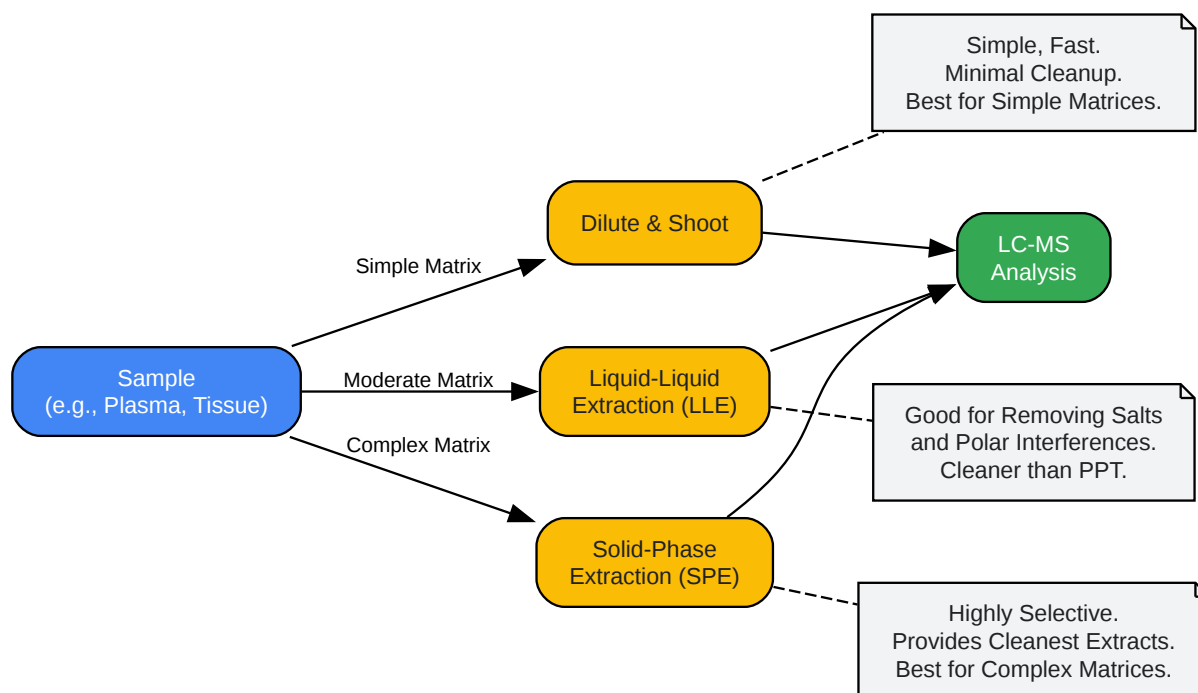 Simple, Fast.
Minimal Cleanup.
Best for Simple Matrices.
Dilute & Shoot
LC-MS
Analysis
Simple Matrix
Sample
(e.g., Plasma, Tissue)
Moderate Matrix
Liquid-Liquid
Extraction (LLE)
Good for Removing Salts
and Polar Interferences.
Cleaner than PPT.
Complex Matrix
Solid-Phase
Extraction (SPE)
Highly Selective.
Provides Cleanest Extracts.
Best for Complex Matrices.